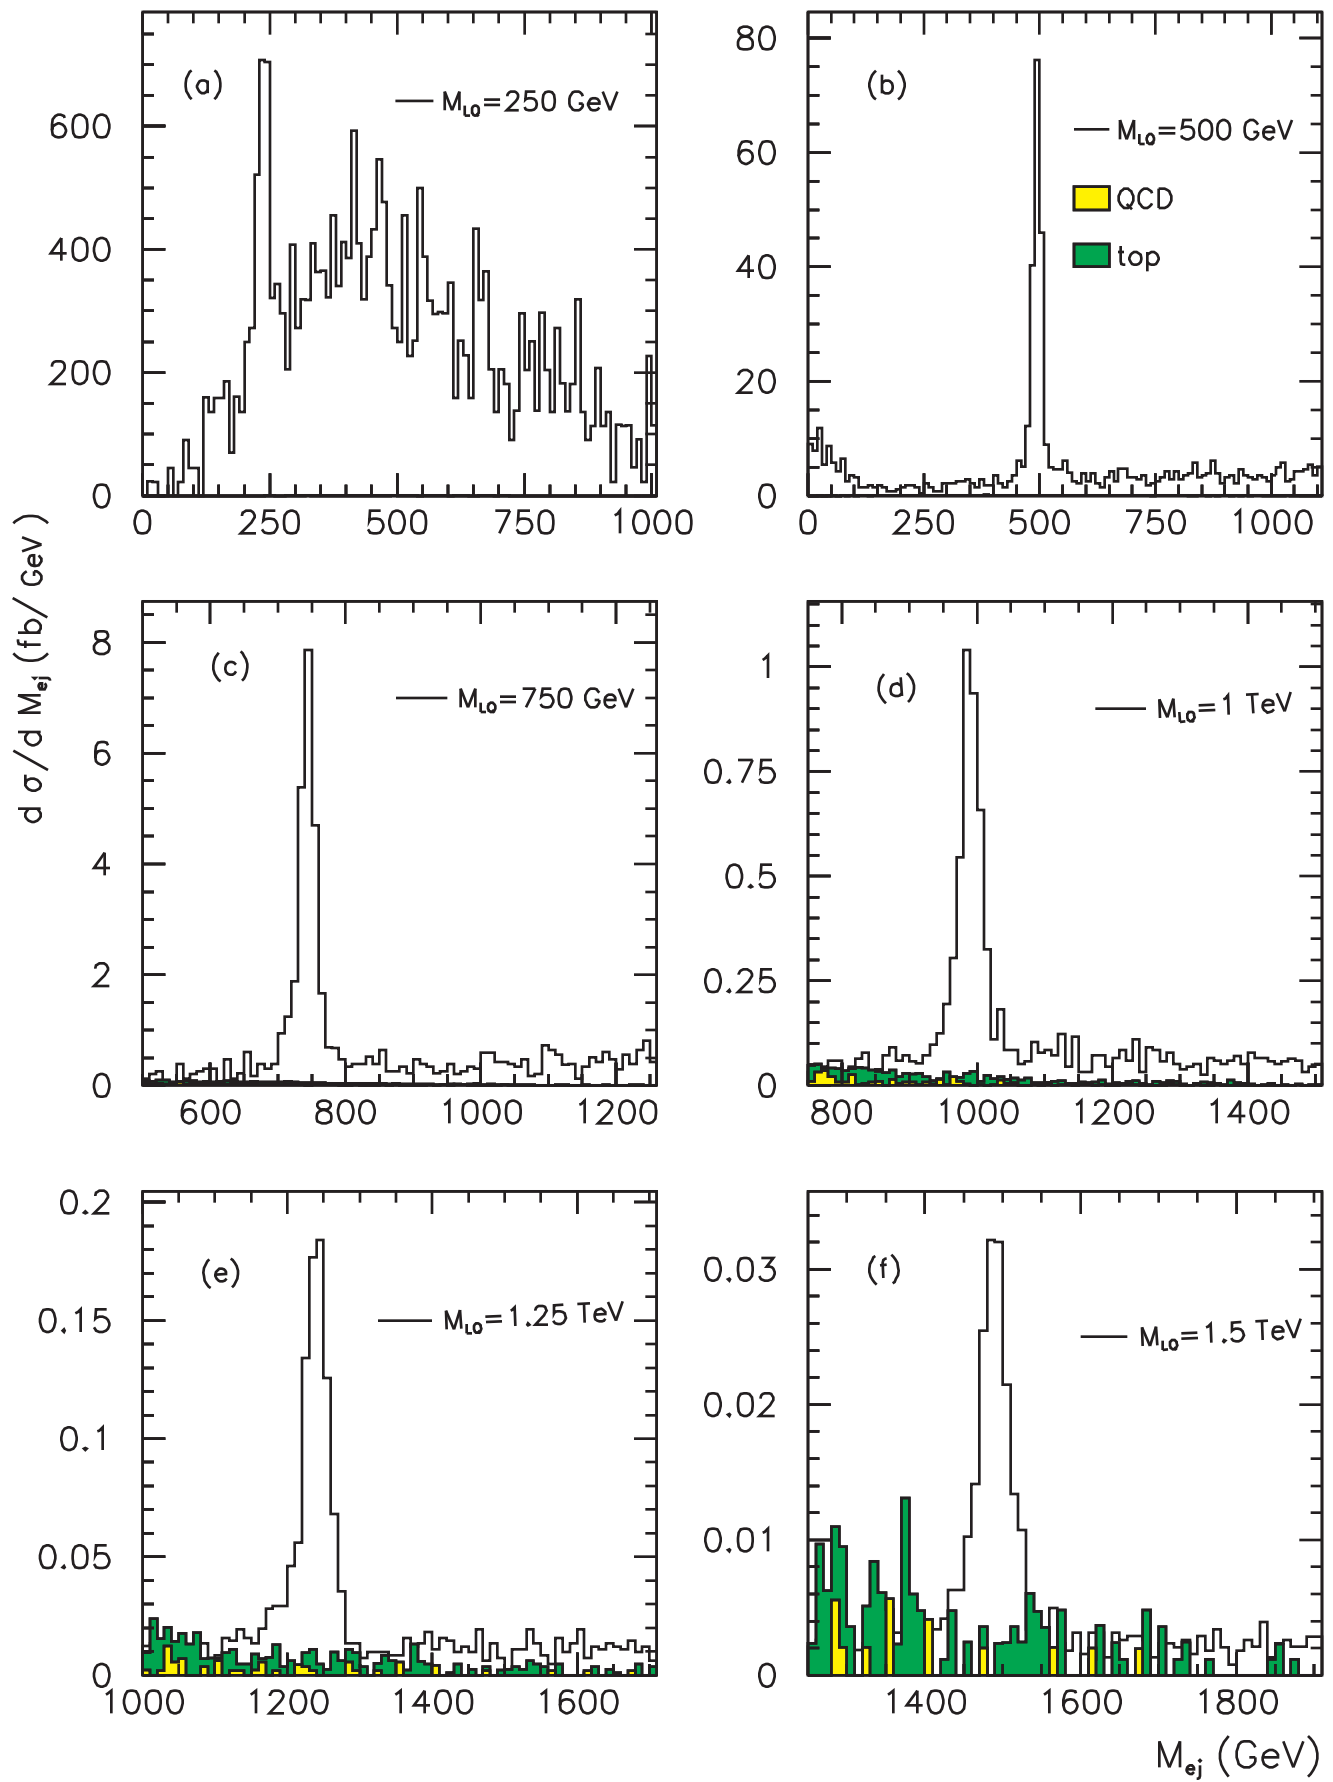 (a)
M_LQ=250 GeV
600
400
200
0
0 250 500 750 1000
(b)
M_LQ=500 GeV
QCD
top
80
60
40
20
0
0 250 500 750 1000
d σ/d M_ej (fb/ GeV )
(c)
M_LQ=750 GeV
8
6
4
2
0
600 800 1000 1200
(d)
M_LQ=1 TeV
1
0.75
0.5
0.25
0
800 1000 1200 1400
(e)
M_LQ=1.25 TeV
0.2
0.15
0.1
0.05
0
1000 1200 1400 1600
(f)
M_LQ=1.5 TeV
0.03
0.02
0.01
0
1400 1600 1800
M_ej (GeV)